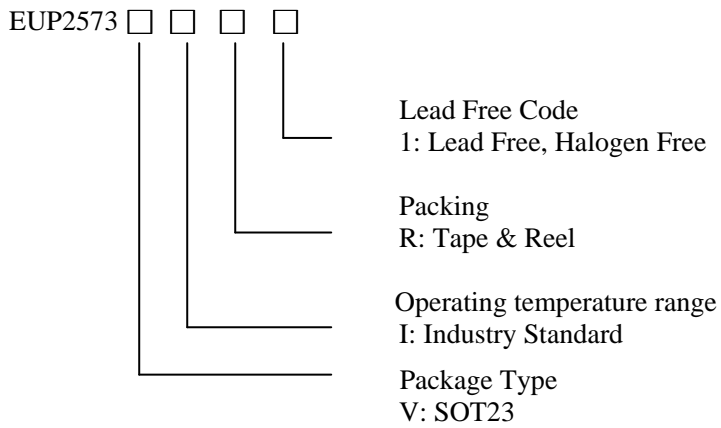 EUP2573 □ □ □ □
Lead Free Code
1: Lead Free, Halogen Free
Packing
R: Tape & Reel
Operating temperature range
I: Industry Standard
Package Type
V: SOT23